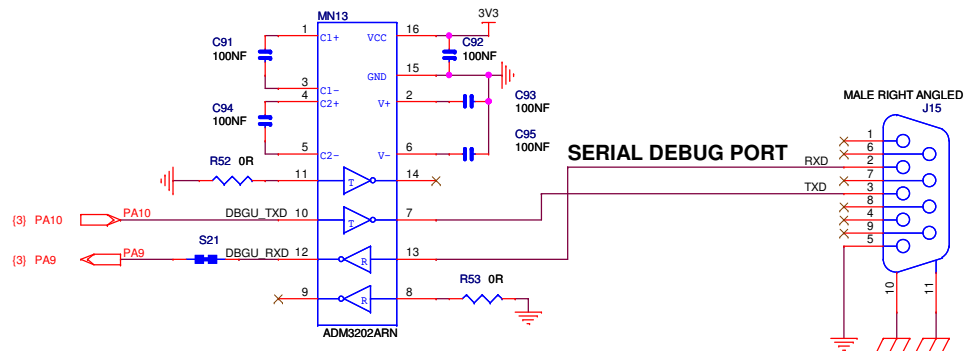 MN13
3V3
1 C1+ VCC 16
C91
100NF
C92
100NF
3 C1- GND 15
4 C2+ V+ 2
C94
100NF
C93
100NF
5 C2- V- 6
C95
100NF
MALE RIGHT ANGLED
J15
SERIAL DEBUG PORT
R52 0R
11 T 14
{3} PA10 PA10 DBGU_TXD 10 T 7
{3} PA9 PA9 S21 DBGU_RXD 12 R 13
9 R 8 R53 0R
ADM3202ARN
1
6
RXD 2
7
TXD 3
8
4
9
5
10
11